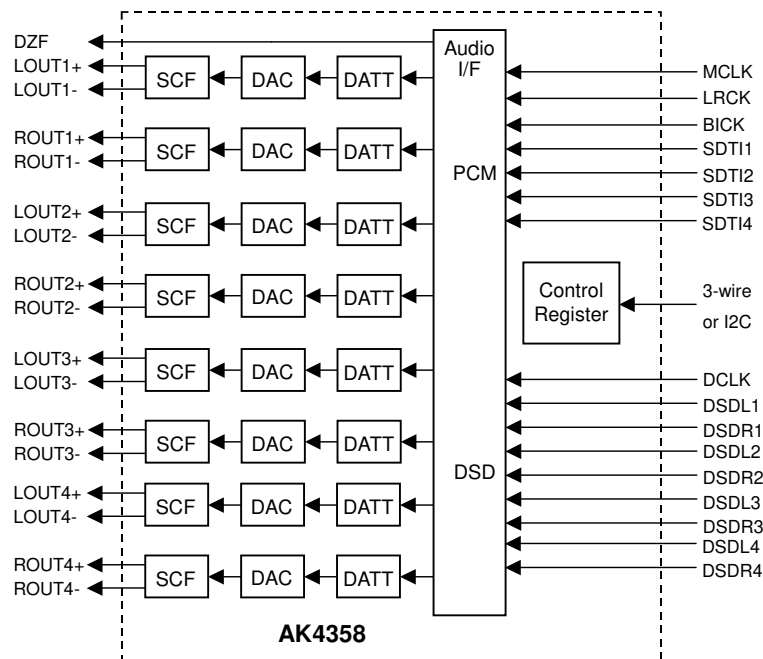 DZF
LOUT1+
LOUT1-
SCF
DAC
DATT
ROUT1+
ROUT1-
SCF
DAC
DATT
LOUT2+
LOUT2-
SCF
DAC
DATT
ROUT2+
ROUT2-
SCF
DAC
DATT
LOUT3+
LOUT3-
SCF
DAC
DATT
ROUT3+
ROUT3-
SCF
DAC
DATT
LOUT4+
LOUT4-
SCF
DAC
DATT
ROUT4+
ROUT4-
SCF
DAC
DATT
Audio
I/F
PCM
DSD
MCLK
LRCK
BICK
SDTI1
SDTI2
SDTI3
SDTI4
Control
Register
3-wire
or I2C
DCLK
DSDL1
DSDR1
DSDL2
DSDR2
DSDL3
DSDR3
DSDL4
DSDR4
AK4358